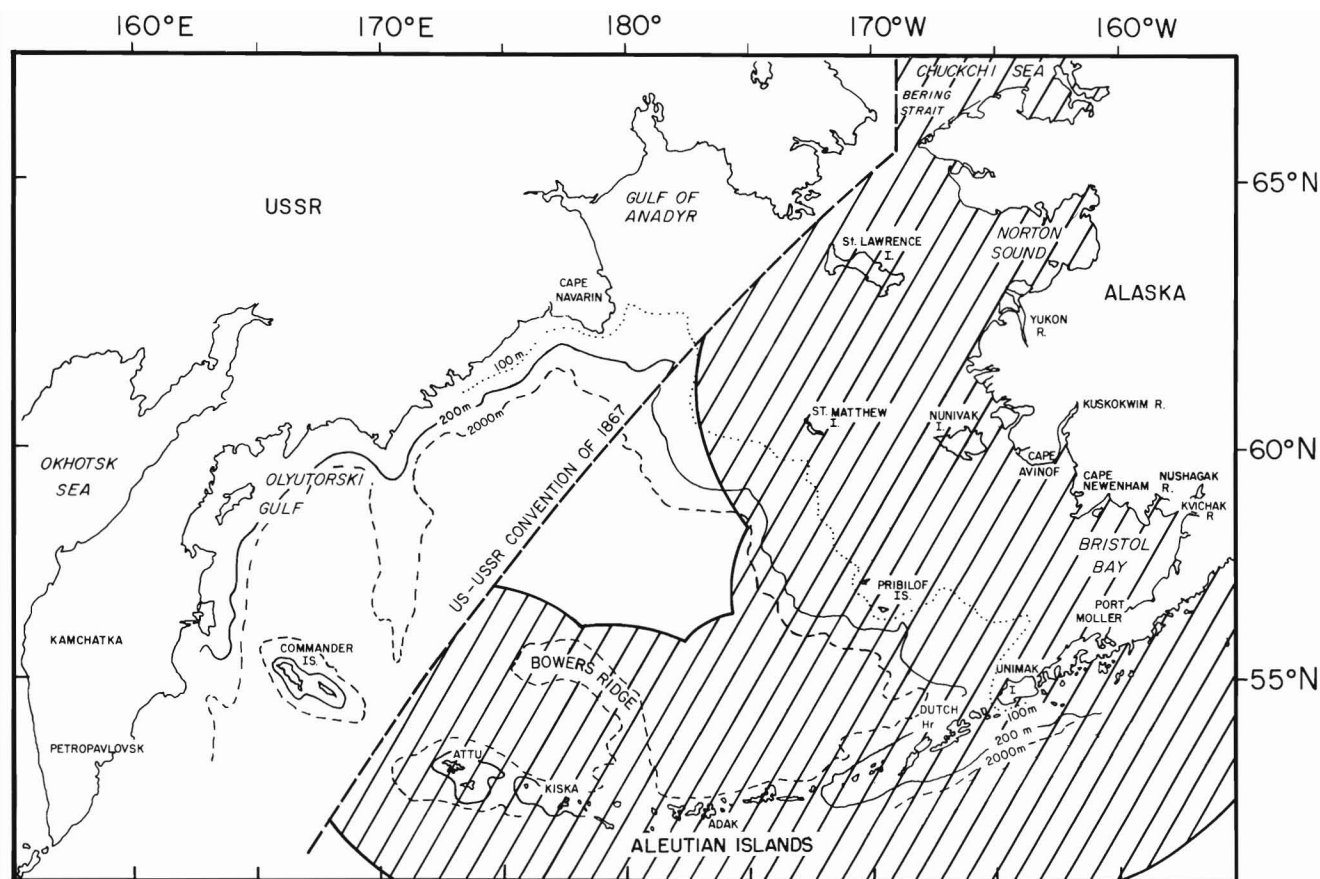 160°E 170°E 180° 170°W 160°W
CHUCKCHI SEA
BERING
STRAIT
65°N
USSR
GULF OF
ANADYR
NORTON
SOUND
St. LAWRENCE
I.
ALASKA
CAPE
NAVARIN
YUKON
R.
100m.
200m
2000m
US-USSR CONVENTION OF 1867
ST. MATTHEW
I.
NUNIVAK
I.
KUSKOKWIM R.
60°N
CAPE
AVINOF
CAPE
NEWENHAM
NUSHAGAK
R.
KVICHAK
R
OKHOTSK
SEA
OLYUTORSKI
GULF
BRISTOL
BAY
PRIBILOF
IS.
PORT
MOLLER
KAMCHATKA
COMMANDER
IS.
BOWERS RIDGE
UNIMAK
I.
55°N
DUTCH
Hr
100m
200 m
2000m
PETROPAVLOVSK
ATTU
KISKA
ADAK
ALEUTIAN ISLANDS